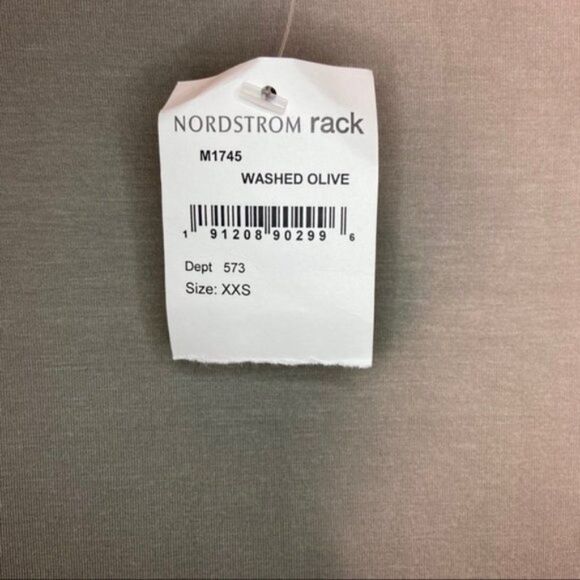 NORDSTROM rack
M1745
WASHED OLIVE
1 91208 90299 6
Dept 573
Size: XXS